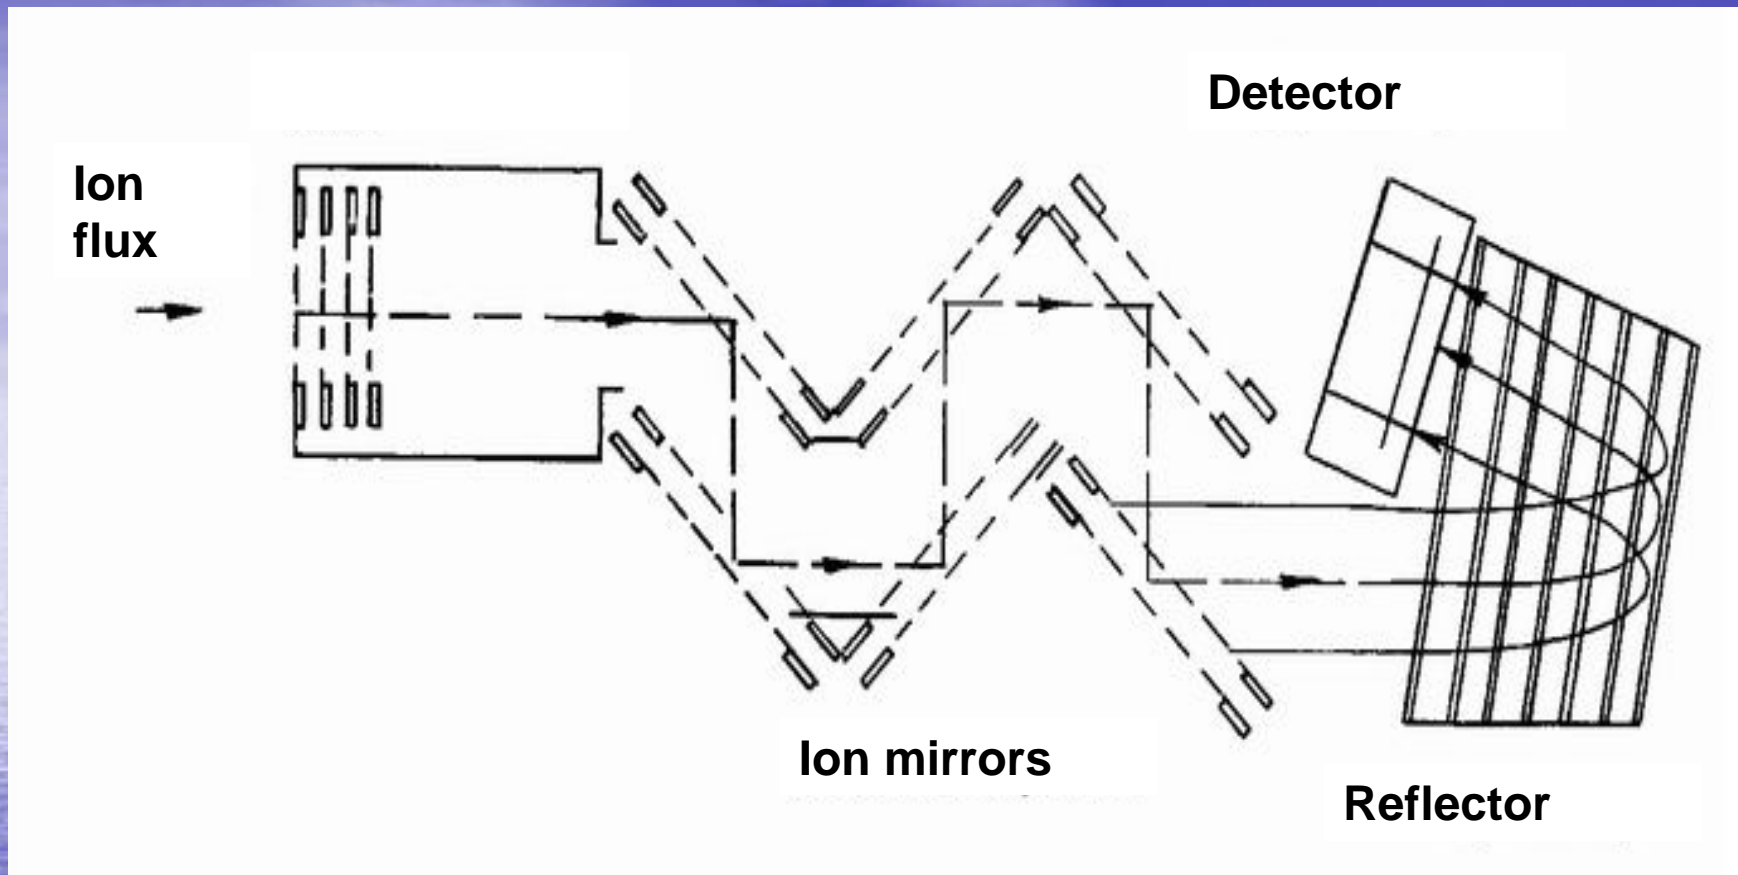 Detector
Ion
flux
Ion mirrors
Reflector